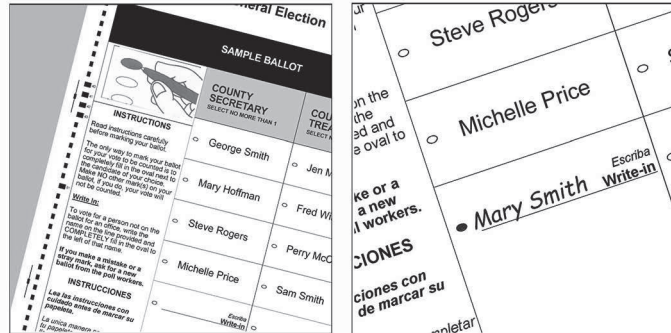 General Election
SAMPLE BALLOT
INSTRUCTIONS
Read instructions carefully
before marking your ballot.
The only way to mark your ballot
for your vote to be counted is to
completely fill in the oval next to
the candidate of your choice.
Make NO other mark(s) on your
ballot, if you do, your vote will
not be counted.
Write In:
To vote for a person not on the
ballot for an office, write the
name on the line provided and
COMPLETELY fill in the oval to
the left of that name.
If you make a mistake or a
stray mark, ask for a new
ballot from the poll workers.
INSTRUCCIONES
Lea las instrucciones con
cuidado antes de marcar su
papeleta.
La unica manera
COUNTY
SECRETARY
SELECT NO MORE THAN 1
George Smith
Mary Hoffman
Steve Rogers
Michelle Price
Escriba
Write-in
COU
TREA
SELECT N
Jen M
Fred Wi
Perry McC
Sam Smith
on the
the
ed and
e oval to
ke or a
a new
l workers.
CIONES
ciones con
de marcar su
mpletar
Steve Rogers
Michelle Price
Mary Smith
Escriba
Write-in